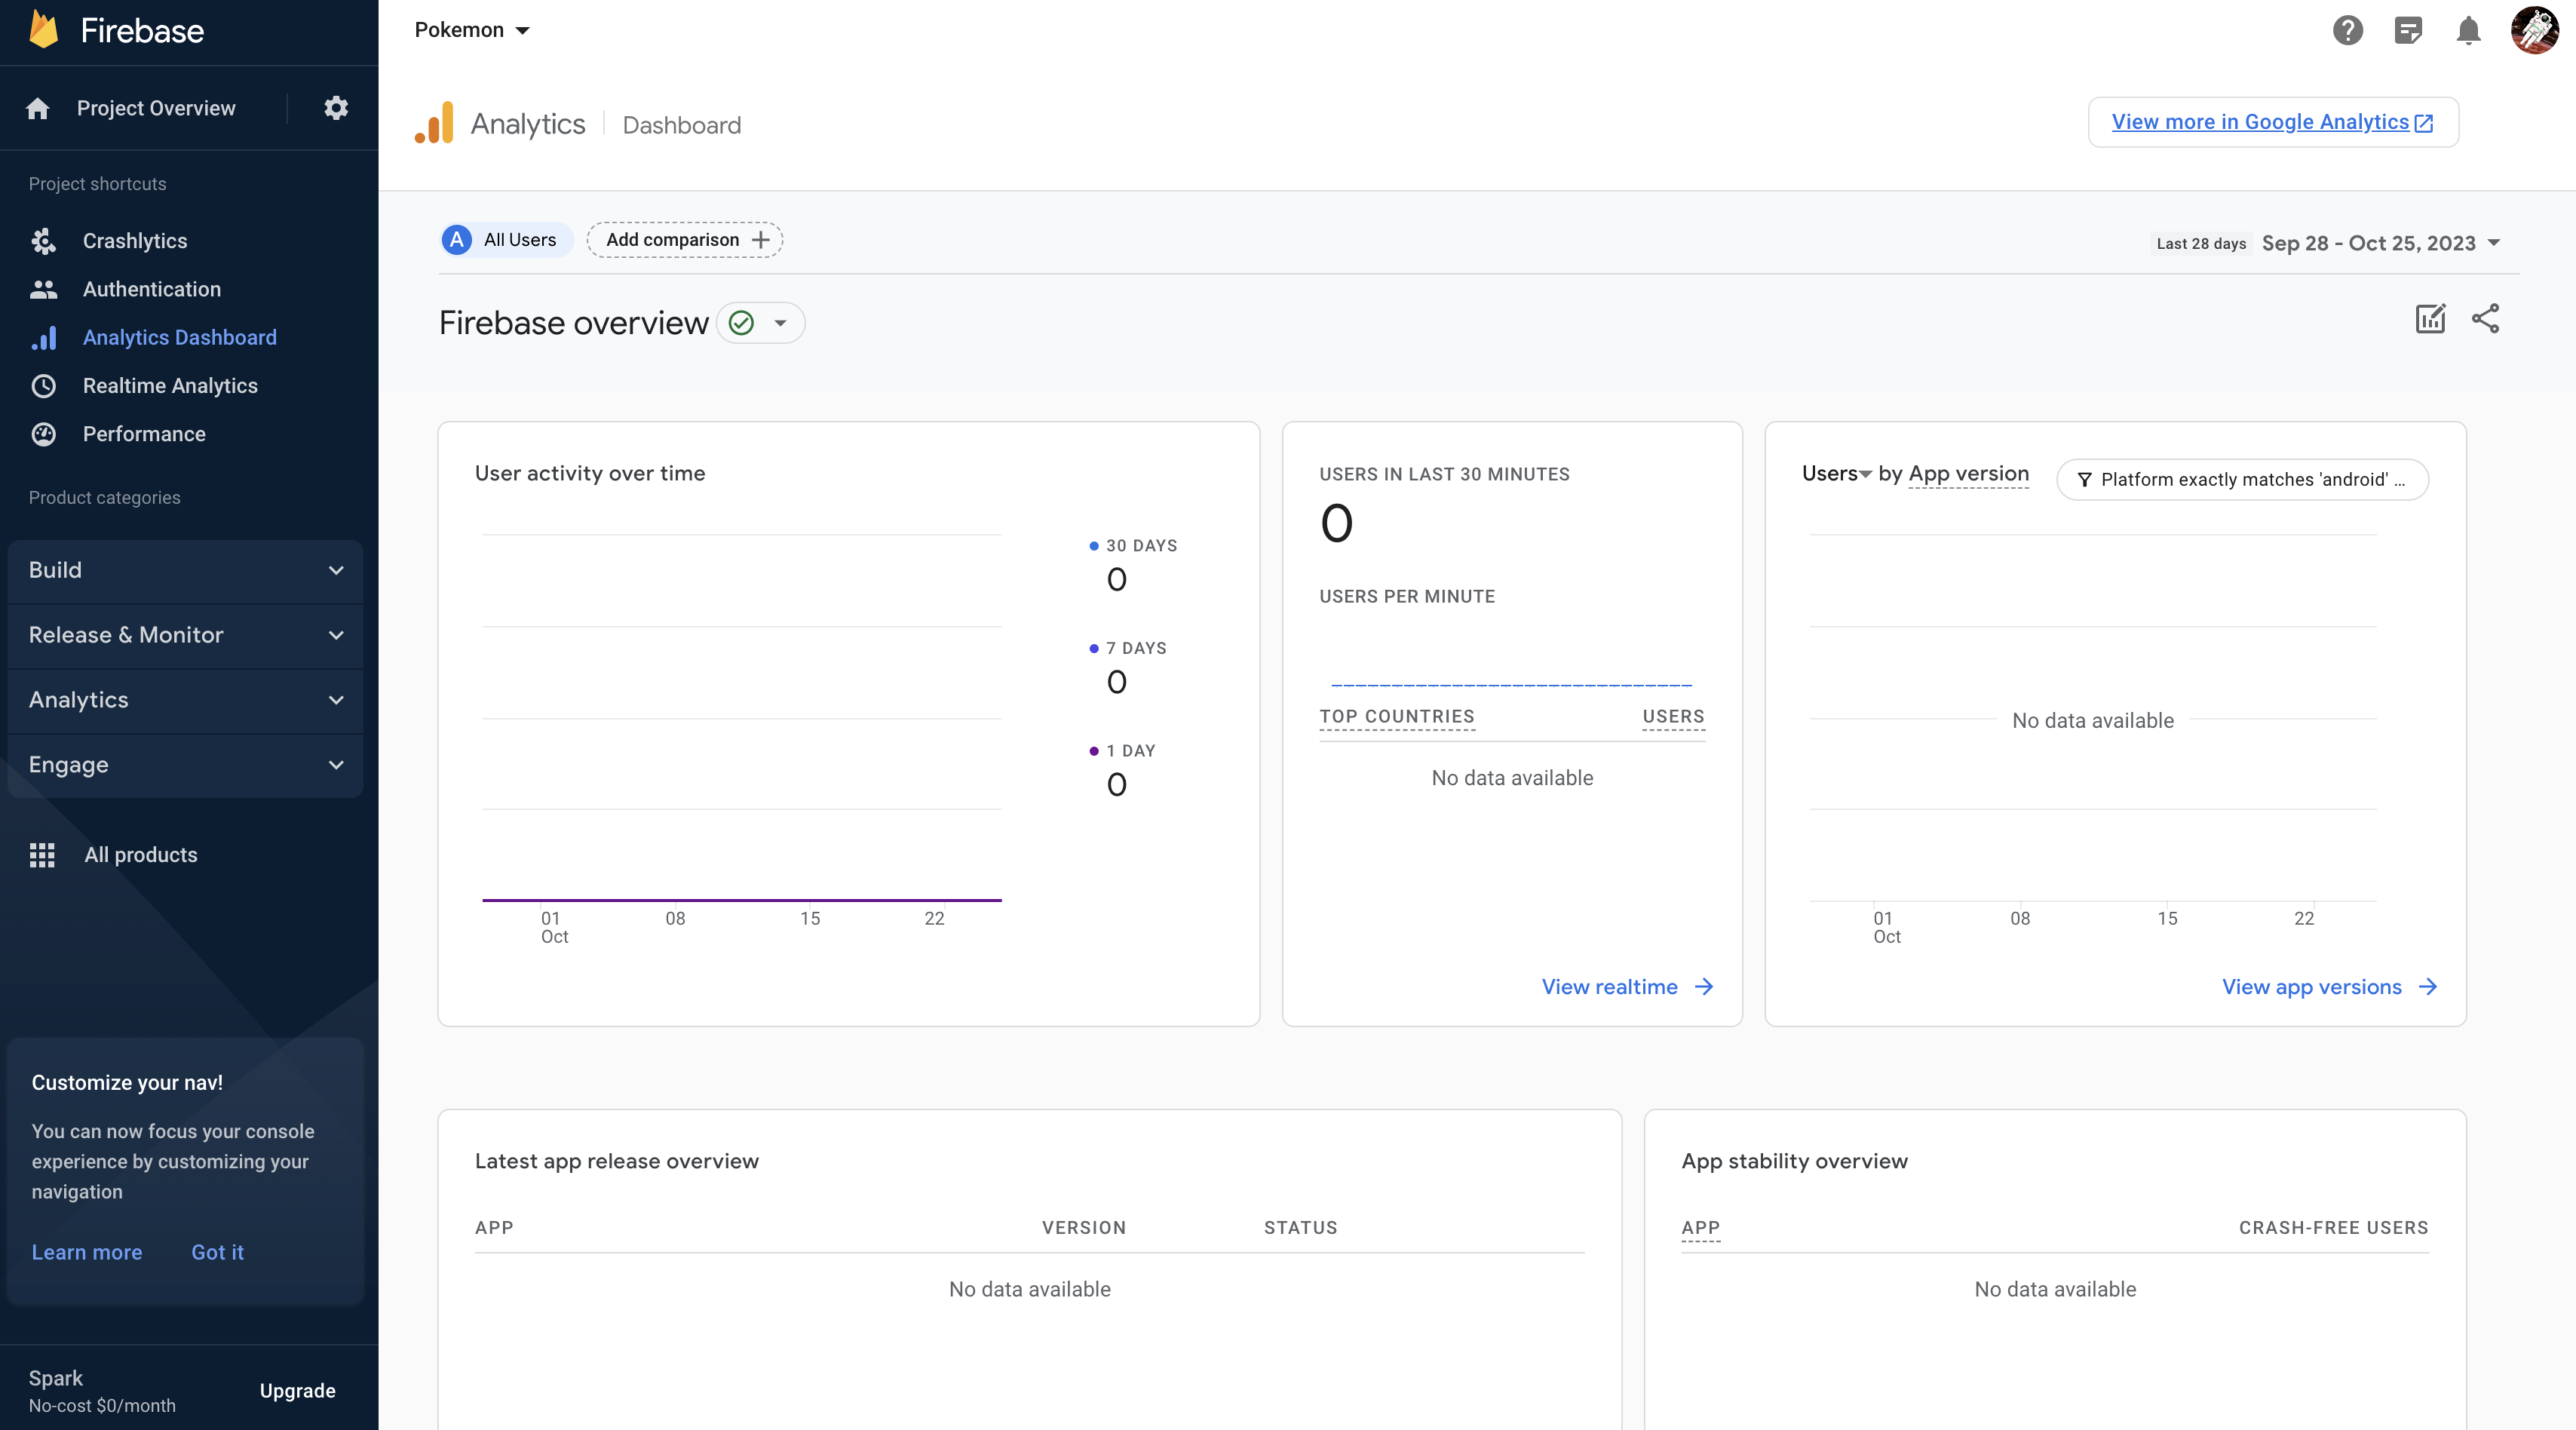 Firebase
Project Overview
Project shortcuts
Crashlytics
Authentication
Analytics Dashboard
Realtime Analytics
Performance
Product categories
Build
Release & Monitor
Analytics
Engage
All products
Customize your nav!
You can now focus your console
experience by customizing your
navigation
Learn more Got it
Spark
No-cost $0/month
Upgrade
Pokemon
Analytics Dashboard
View more in Google Analytics
A All Users Add comparison
Last 28 days Sep 28 - Oct 25, 2023
Firebase overview
User activity over time
30 DAYS
0
7 DAYS
0
1 DAY
0
01 08 15 22
Oct
USERS IN LAST 30 MINUTES
0
USERS PER MINUTE
TOP COUNTRIES USERS
No data available
View realtime
Users by App version
Platform exactly matches 'android' ...
No data available
01 08 15 22
Oct
View app versions
Latest app release overview
APP VERSION STATUS
No data available
App stability overview
APP CRASH-FREE USERS
No data available